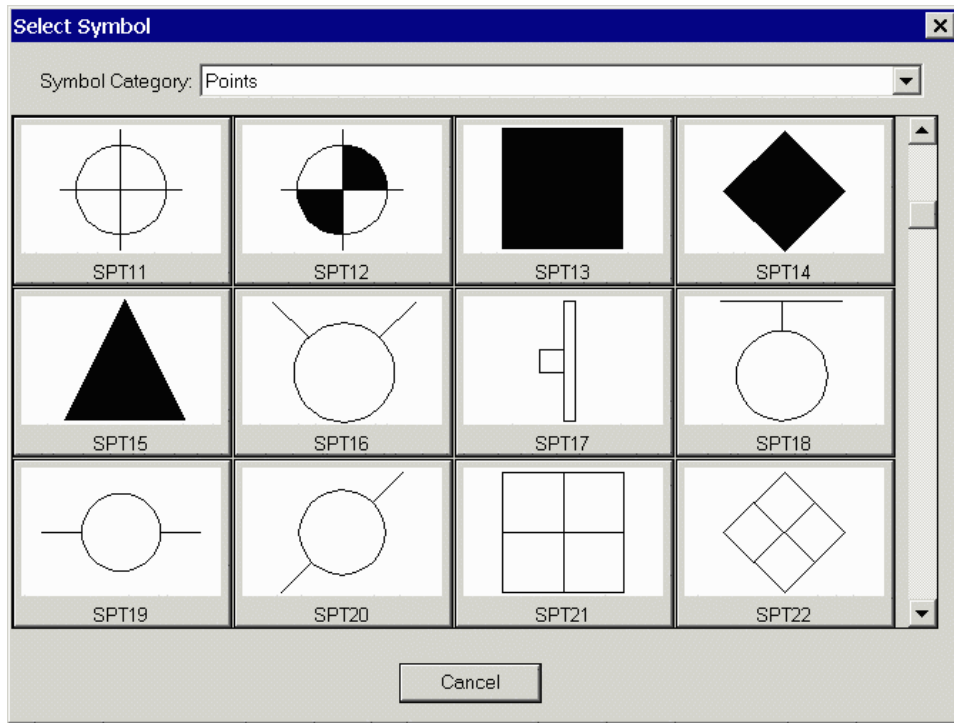 Select Symbol
Symbol Category: Points
SPT11 SPT12 SPT13 SPT14
SPT15 SPT16 SPT17 SPT18
SPT19 SPT20 SPT21 SPT22
Cancel